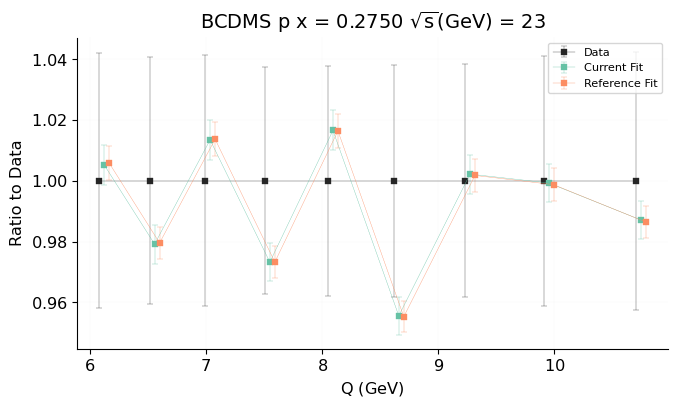 BCDMS p x = 0.2750 √s(GeV) = 23
Ratio to Data
1.04
1.02
1.00
0.98
0.96
6
7
8
9
10
Q (GeV)
Data
Current Fit
Reference Fit